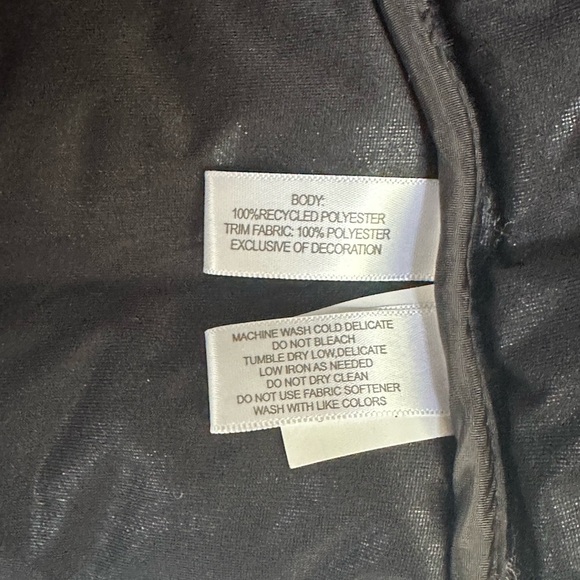 BODY:
100%RECYCLED POLYESTER
TRIM FABRIC: 100% POLYESTER
EXCLUSIVE OF DECORATION
MACHINE WASH COLD DELICATE
DO NOT BLEACH
TUMBLE DRY LOW,DELICATE
LOW IRON AS NEEDED
DO NOT DRY CLEAN
DO NOT USE FABRIC SOFTENER
WASH WITH LIKE COLORS